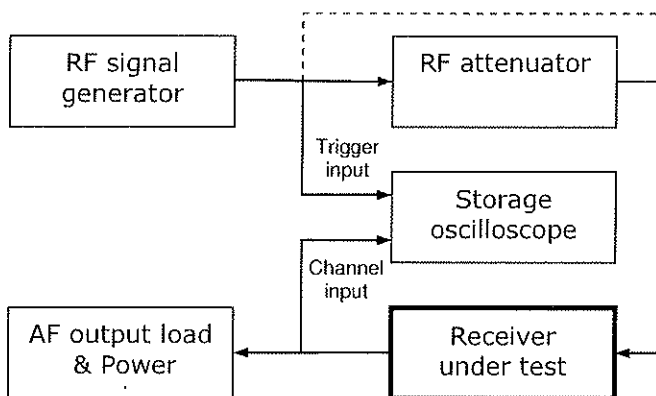 RF signal
generator
RF attenuator
Trigger
input
Storage
oscilloscope
Channel
input
AF output load
& Power
Receiver
under test